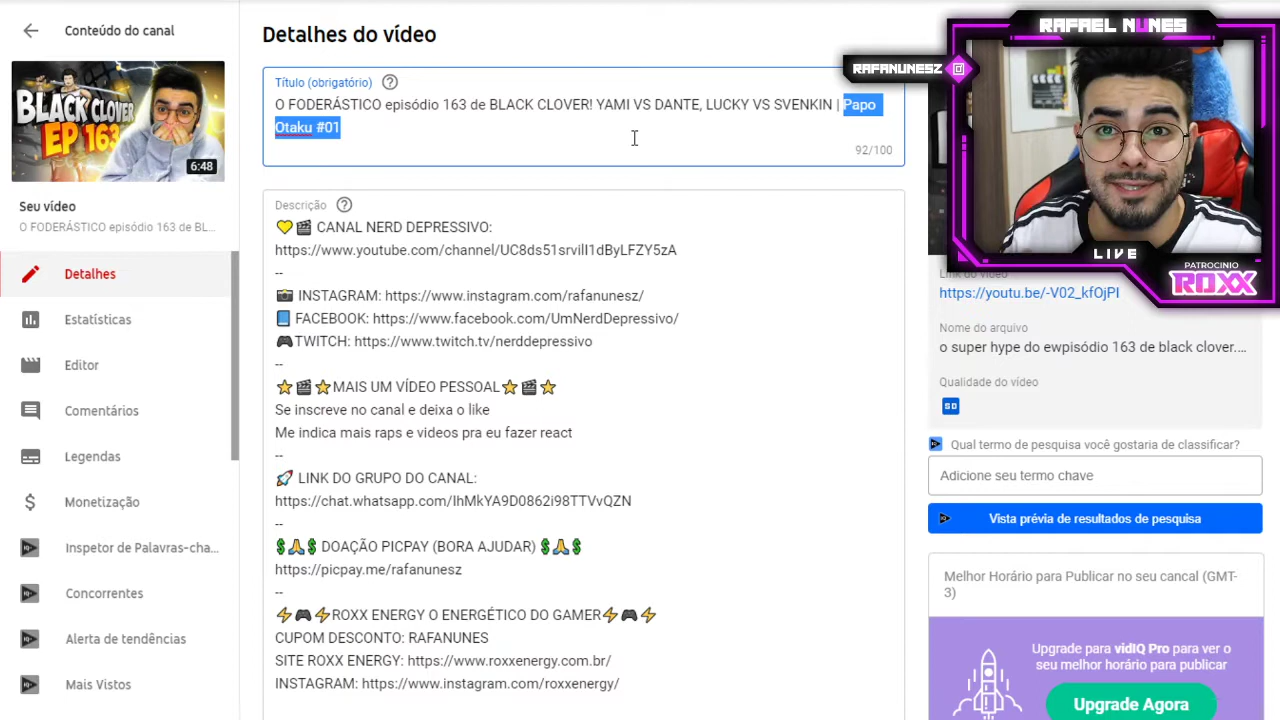 Conteúdo do canal
BLACK CLOVER
EP 163
6:48
Seu vídeo
O FODERÁSTICO episódio 163 de BL...
Detalhes
Estatísticas
Editor
Comentários
Legendas
Monetização
Inspetor de Palavras-cha...
Concorrentes
Alerta de tendências
Mais Vistos
Detalhes do vídeo
Título (obrigatório)
O FODERÁSTICO episódio 163 de BLACK CLOVER! YAMI VS DANTE, LUCKY VS SVENKIN | Papo
Otaku #01
92/100
Descrição
💛🎬 CANAL NERD DEPRESSIVO:
https://www.youtube.com/channel/UC8ds51srvilI1dByLFZY5zA
--
📸 INSTAGRAM: https://www.instagram.com/rafanunesz/
📘 FACEBOOK: https://www.facebook.com/UmNerdDepressivo/
🎮TWITCH: https://www.twitch.tv/nerddepressivo
--
⭐🎬⭐MAIS UM VÍDEO PESSOAL⭐🎬⭐
Se inscreve no canal e deixa o like
Me indica mais raps e videos pra eu fazer react
--
🚀 LINK DO GRUPO DO CANAL:
https://chat.whatsapp.com/IhMkYA9D0862i98TTVvQZN
--
💲🙏💲 DOAÇÃO PICPAY (BORA AJUDAR) 💲🙏💲
https://picpay.me/rafanunesz
--
⚡🎮⚡ROXX ENERGY O ENERGÉTICO DO GAMER⚡🎮⚡
CUPOM DESCONTO: RAFANUNES
SITE ROXX ENERGY: https://www.roxxenergy.com.br/
INSTAGRAM: https://www.instagram.com/roxxenergy/
RAFAEL NUNES
RAFANUNESZ
LIVE
PATROCINIO
ROXX
Link do vídeo
https://youtu.be/-V02_kfOjPI
Nome do arquivo
o super hype do ewpisódio 163 de black clover....
Qualidade do vídeo
SD
Qual termo de pesquisa você gostaria de classificar?
Adicione seu termo chave
Vista prévia de resultados de pesquisa
Melhor Horário para Publicar no seu cancal (GMT-
3)
Upgrade para vidIQ Pro para ver o
seu melhor horário para publicar
Upgrade Agora